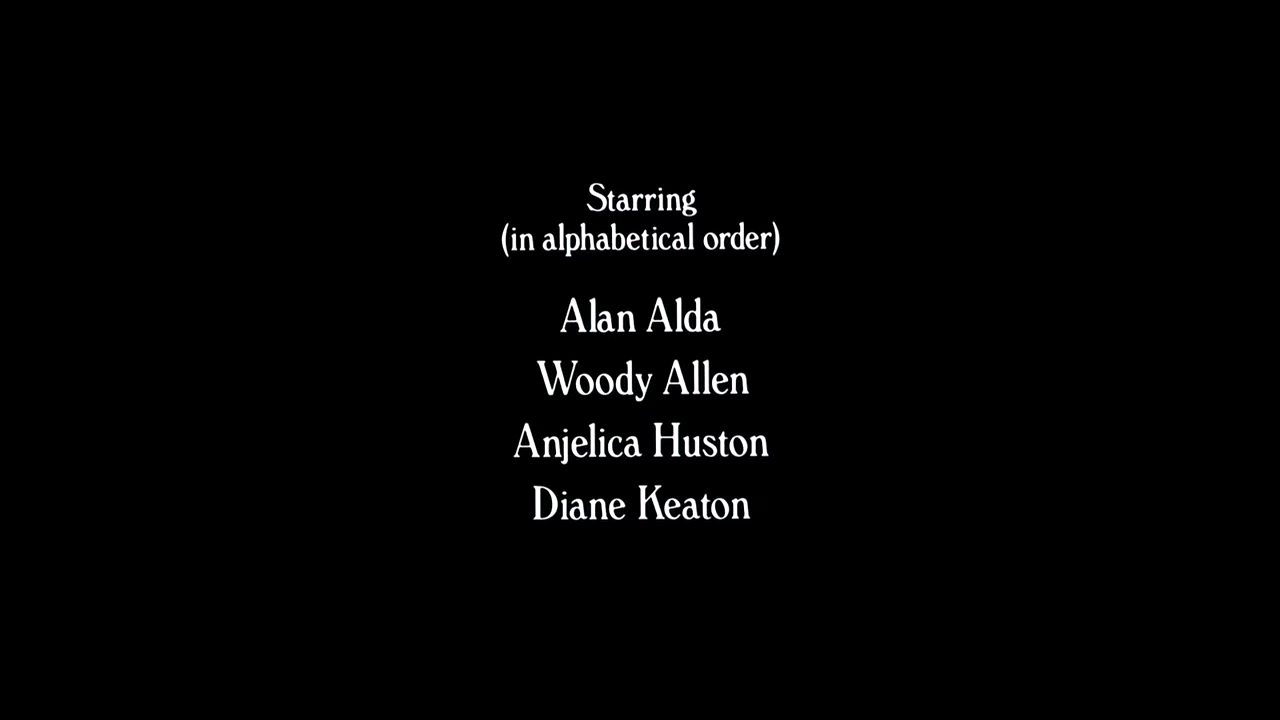 Starring
(in alphabetical order)
Alan Alda
Woody Allen
Anjelica Huston
Diane Keaton